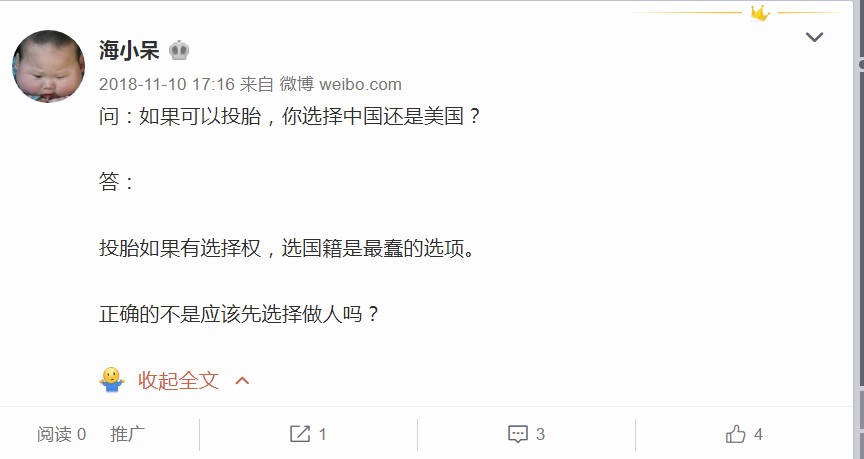 海小呆
2018-11-10 17:16 来自 微博 weibo.com
问：如果可以投胎，你选择中国还是美国？
答：
投胎如果有选择权，选国籍是最蠢的选项。
正确的不是应该先选择做人吗？
收起全文
阅读 0 推广 1 3 4